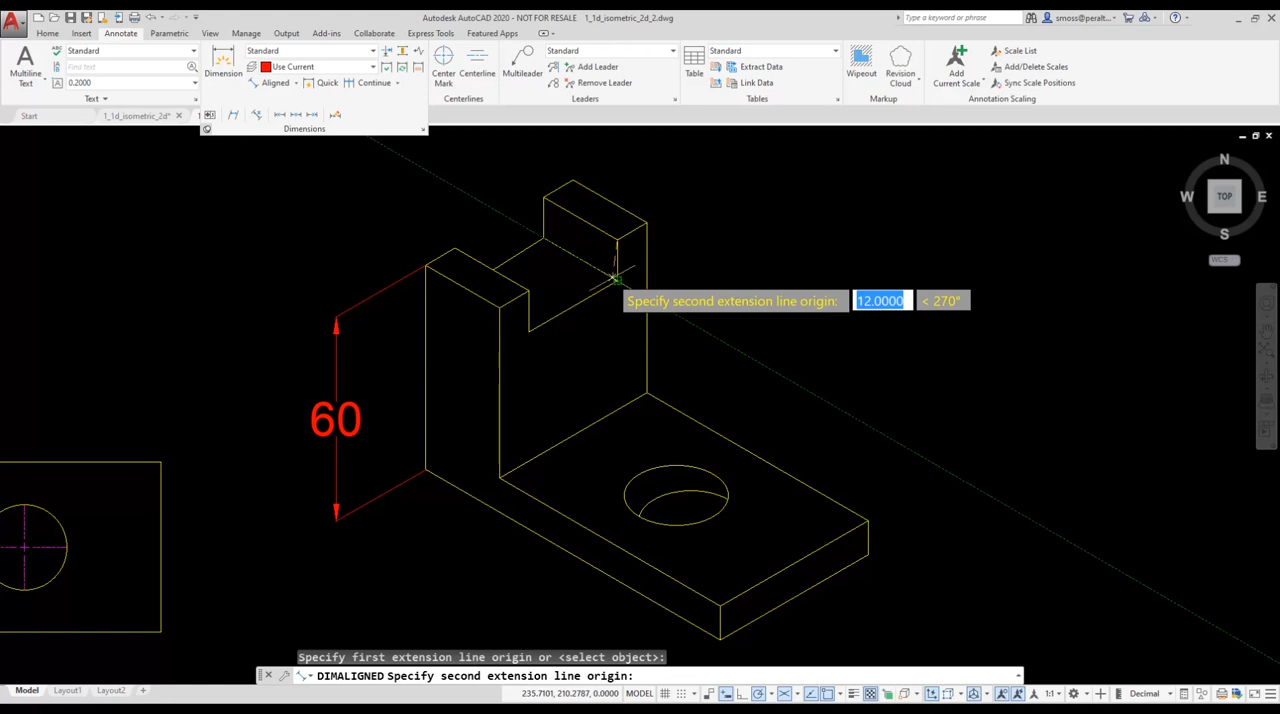 Autodesk AutoCAD 2020 - NOT FOR RESALE 1_1d_isometric_2d_2.dwg
Type a keyword or phrase
smoss@peralt...
Home Insert Annotate Parametric View Manage Output Add-ins Collaborate Express Tools Featured Apps
Multiline
Text
Standard
Find text
0.2000
Text
Dimension
Standard
Use Current
Aligned
Quick
Continue
Dimensions
Center
Mark
Centerline
Centerlines
Multileader
Standard
Add Leader
Remove Leader
Leaders
Table
Standard
Extract Data
Link Data
Tables
Wipeout
Revision
Cloud
Markup
Add
Current Scale
Scale List
Add/Delete Scales
Sync Scale Positions
Annotation Scaling
Start
1_1d_isometric_2d*
N
W TOP E
S
WCS
Specify second extension line origin: 12.0000 < 270°
60
Specify first extension line origin or <select object>:
DIMALIGNED Specify second extension line origin:
Model Layout1 Layout2
235.7101, 210.2787, 0.0000 MODEL
1:1
Decimal